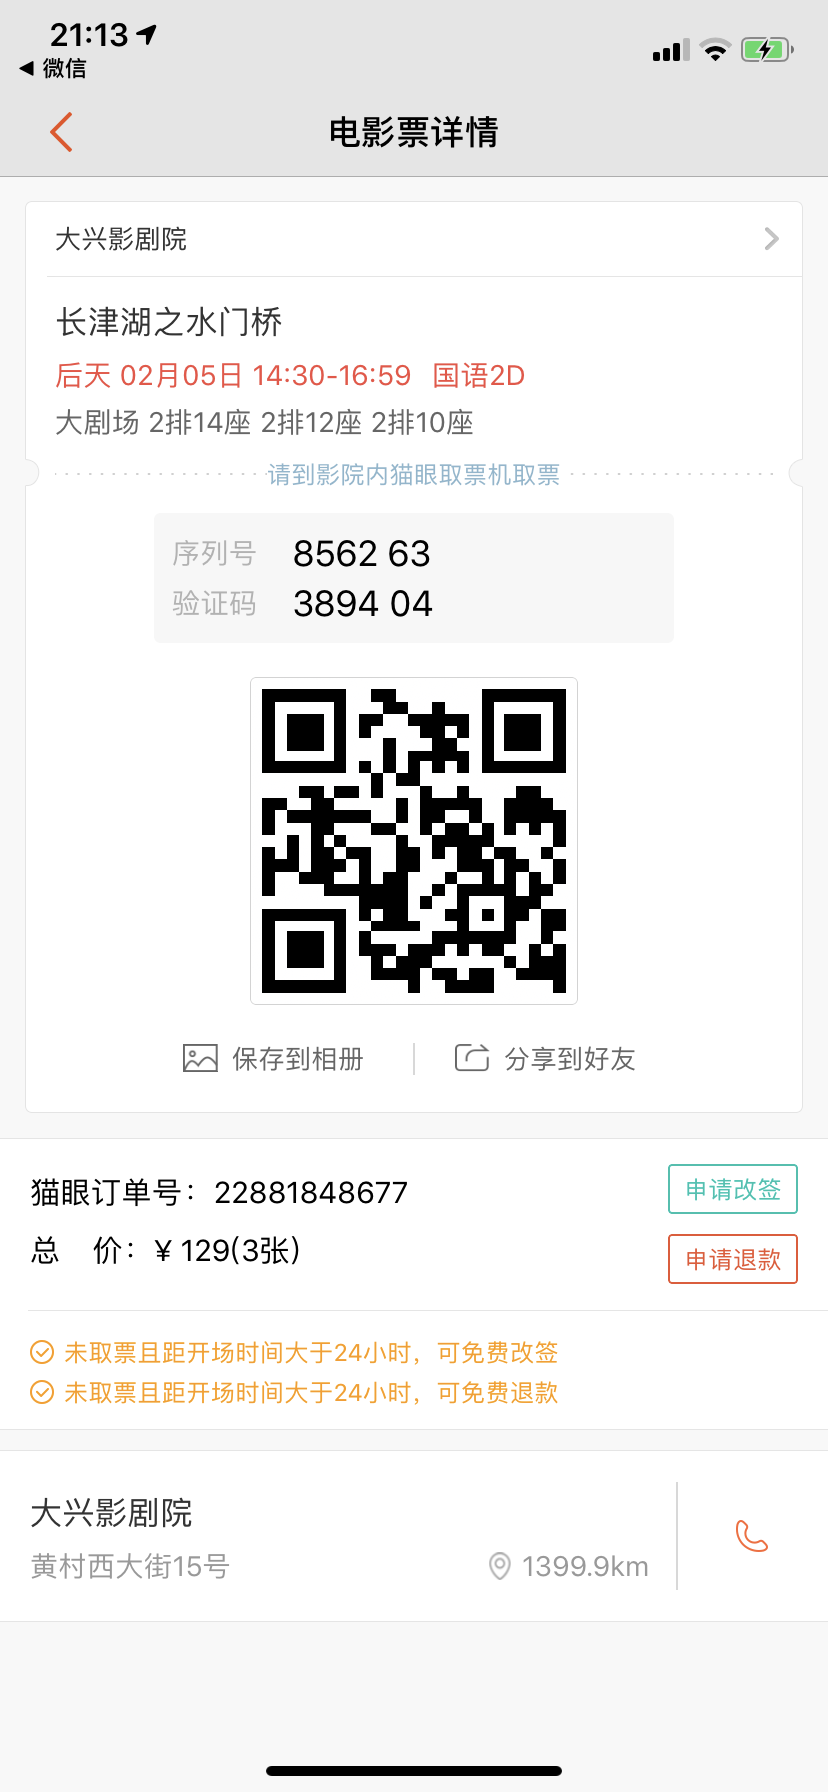 21:13
微信
电影票详情
大兴影剧院
长津湖之水门桥
后天 02月05日 14:30-16:59 国语2D
大剧场 2排14座 2排12座 2排10座
请到影院内猫眼取票机取票
序列号 8562 63
验证码 3894 04
保存到相册 分享到好友
猫眼订单号：22881848677 申请改签
总 价：¥ 129(3张) 申请退款
未取票且距开场时间大于24小时，可免费改签
未取票且距开场时间大于24小时，可免费退款
大兴影剧院
黄村西大街15号 1399.9km